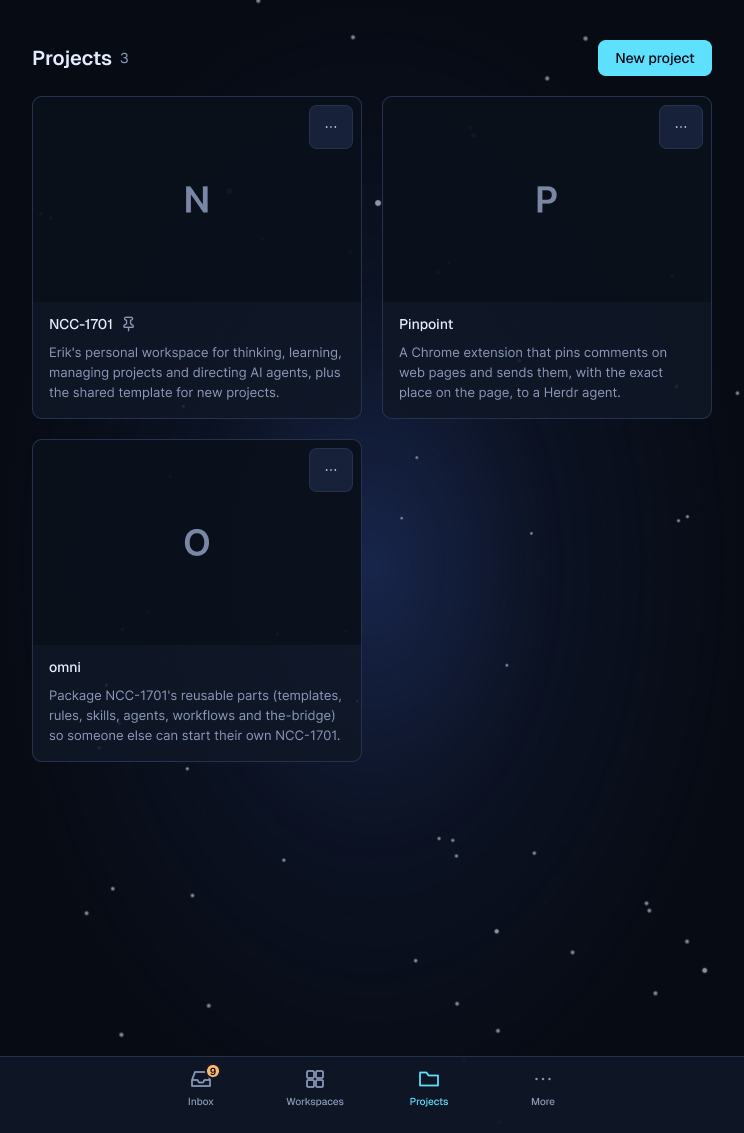 Projects 3
New project
...
N
NCC-1701
Erik's personal workspace for thinking, learning,
managing projects and directing AI agents, plus
the shared template for new projects.
...
P
Pinpoint
A Chrome extension that pins comments on
web pages and sends them, with the exact
place on the page, to a Herdr agent.
...
O
omni
Package NCC-1701's reusable parts (templates,
rules, skills, agents, workflows and the-bridge)
so someone else can start their own NCC-1701.
9
Inbox
Workspaces
Projects
...
More